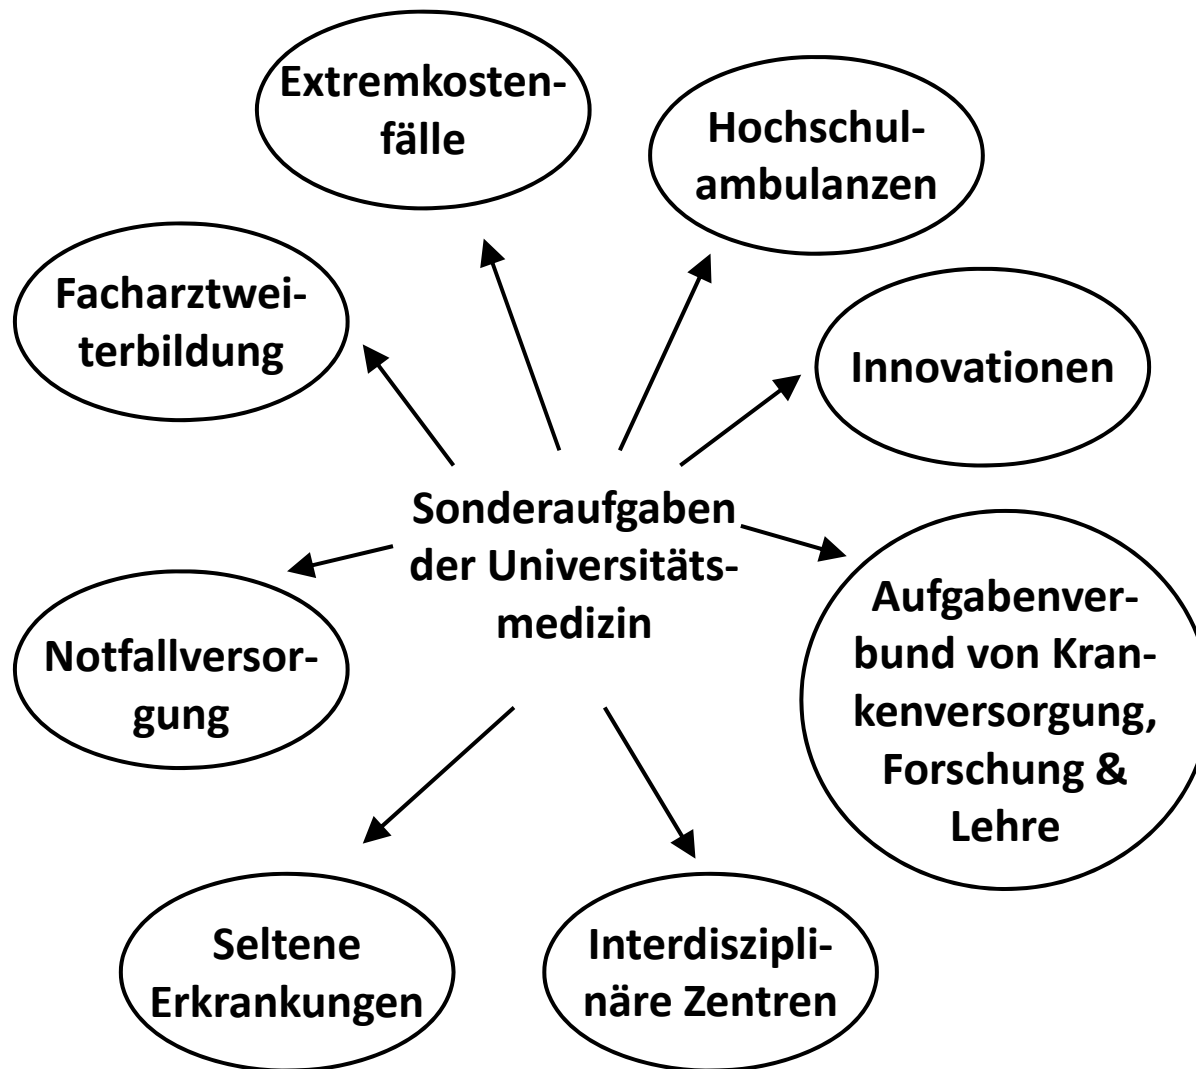 Extremkosten-
fälle
Hochschul-
ambulanzen
Facharztwei-
terbildung
Innovationen
Sonderaufgaben
der Universitäts-
medizin
Aufgabenver-
bund von Kran-
kenversorgung,
Forschung &
Lehre
Notfallversor-
gung
Seltene
Erkrankungen
Interdiszipli-
näre Zentren